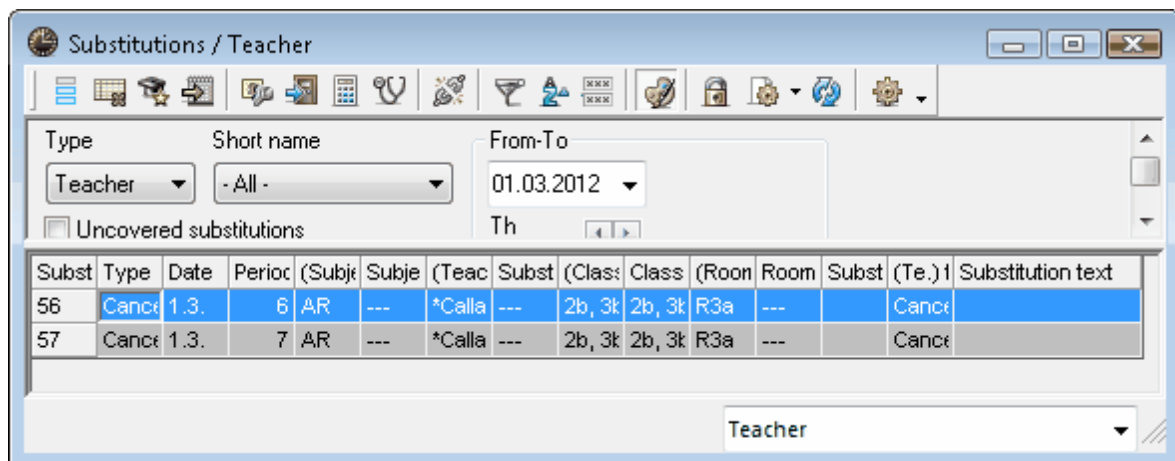 Substitutions / Teacher
Type Short name From-To
Teacher - All - 01.03.2012
Uncovered substitutions Th
Subst Type Date Perioc (Subje Subje (Teac Subst (Clas: Class (Roon Room Subst (Te.) t Substitution text
56 Cance 1.3. 6 AR --- *Calla --- 2b, 3k 2b, 3k R3a --- Cance
57 Cance 1.3. 7 AR --- *Calla --- 2b, 3k 2b, 3k R3a --- Cance
Teacher